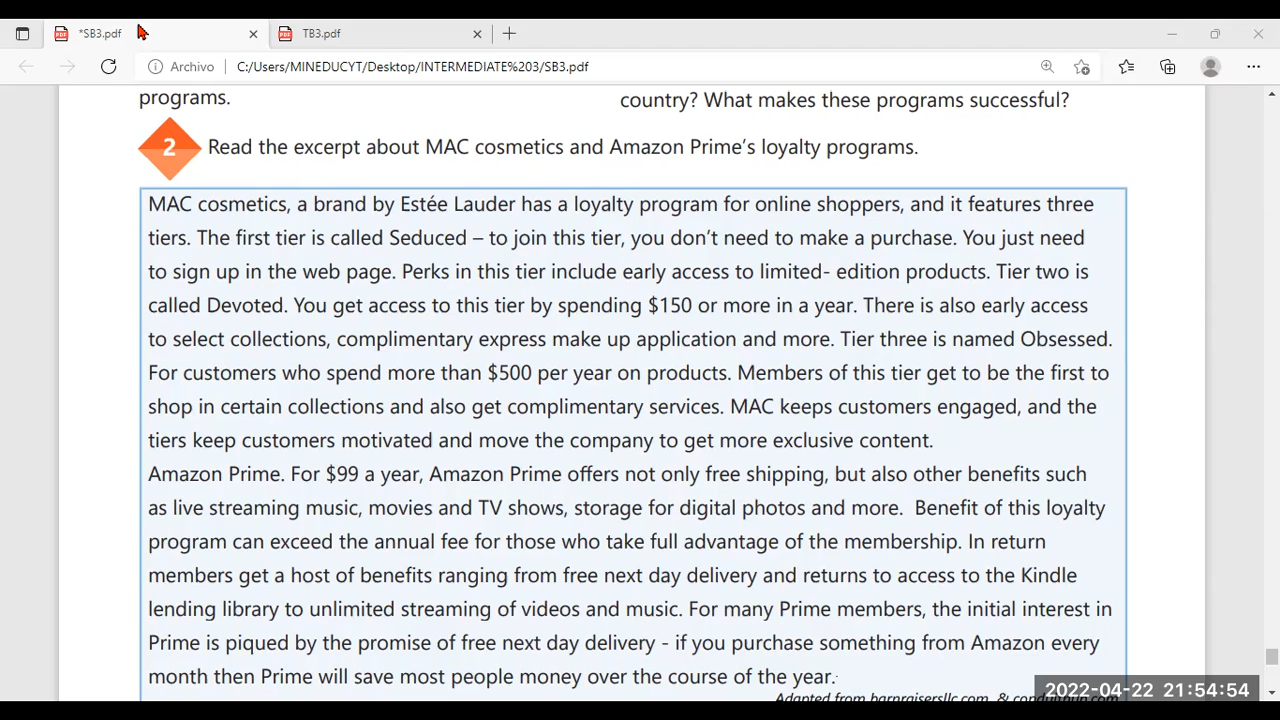 *SB3.pdf
TB3.pdf
Archivo
C:/Users/MINEDUCYT/Desktop/INTERMEDIATE%203/SB3.pdf
programs.
country? What makes these programs successful?
2
Read the excerpt about MAC cosmetics and Amazon Prime's loyalty programs.
MAC cosmetics, a brand by Estée Lauder has a loyalty program for online shoppers, and it features three
tiers. The first tier is called Seduced – to join this tier, you don't need to make a purchase. You just need
to sign up in the web page. Perks in this tier include early access to limited- edition products. Tier two is
called Devoted. You get access to this tier by spending $150 or more in a year. There is also early access
to select collections, complimentary express make up application and more. Tier three is named Obsessed.
For customers who spend more than $500 per year on products. Members of this tier get to be the first to
shop in certain collections and also get complimentary services. MAC keeps customers engaged, and the
tiers keep customers motivated and move the company to get more exclusive content.
Amazon Prime. For $99 a year, Amazon Prime offers not only free shipping, but also other benefits such
as live streaming music, movies and TV shows, storage for digital photos and more.  Benefit of this loyalty
program can exceed the annual fee for those who take full advantage of the membership. In return
members get a host of benefits ranging from free next day delivery and returns to access to the Kindle
lending library to unlimited streaming of videos and music. For many Prime members, the initial interest in
Prime is piqued by the promise of free next day delivery - if you purchase something from Amazon every
month then Prime will save most people money over the course of the year.
Adapted from barnraisersllc.com &
2022-04-22 21:54:54